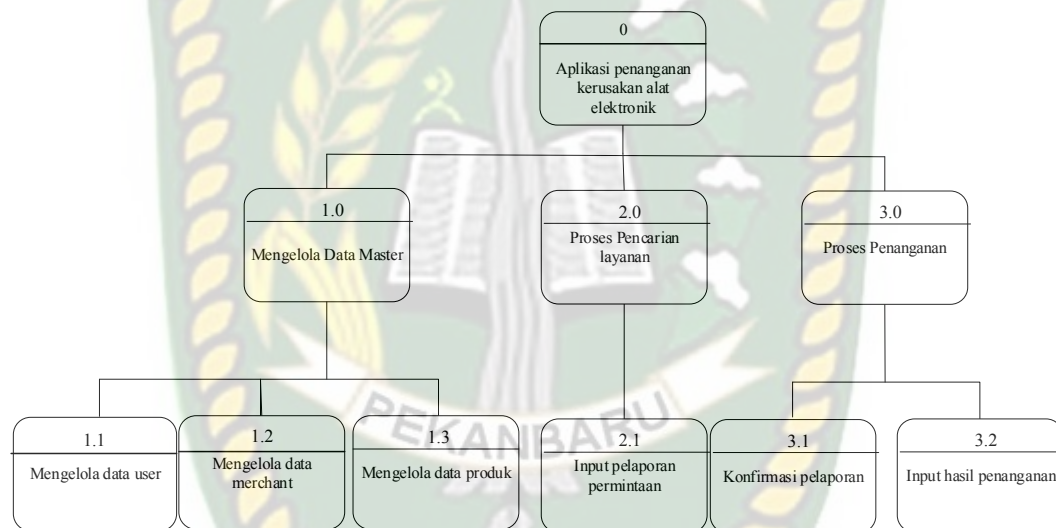 0
Aplikasi penanganan
kerusakan alat
elektronik
1.0
Mengelola Data Master
2.0
Proses Pencarian
layanan
3.0
Proses Penanganan
1.1
Mengelola data user
1.2
Mengelola data
merchant
1.3
Mengelola data produk
2.1
Input pelaporan
permintaan
3.1
Konfirmasi pelaporan
3.2
Input hasil penanganan
PEKANBARU